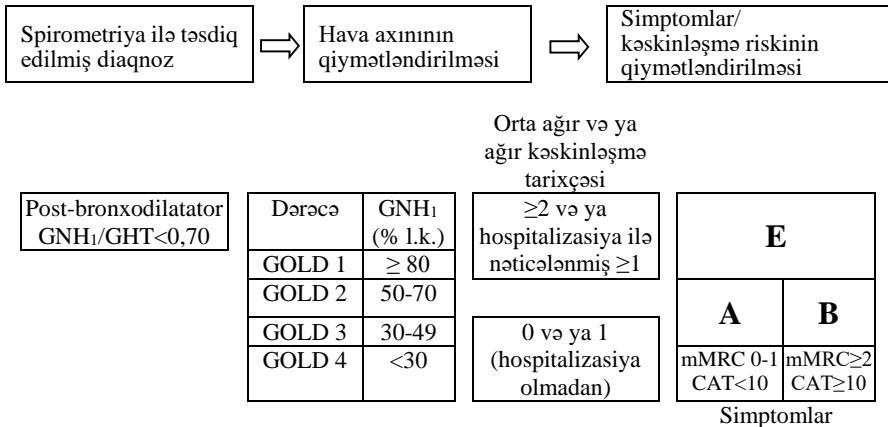 Spirometriya ilə təsdiq
edilmiş diaqnoz
Hava axınının
qiymətləndirilməsi
Simptomlar/
kəskinləşmə riskinin
qiymətləndirilməsi
Orta ağır və ya
ağır kəskinləşmə
tarixçəsi
Post-bronxodilatator
GNH₁/GHT<0,70
Dərəcə GNH₁
(% l.k.)
GOLD 1 ≥ 80
GOLD 2 50-70
GOLD 3 30-49
GOLD 4 <30
≥2 və ya
hospitalizasiya ilə
nəticələnmiş ≥1
0 və ya 1
(hospitalizasiya
olmadan)
E
A B
mMRC 0-1 mMRC≥2
CAT<10 CAT≥10
Simptomlar